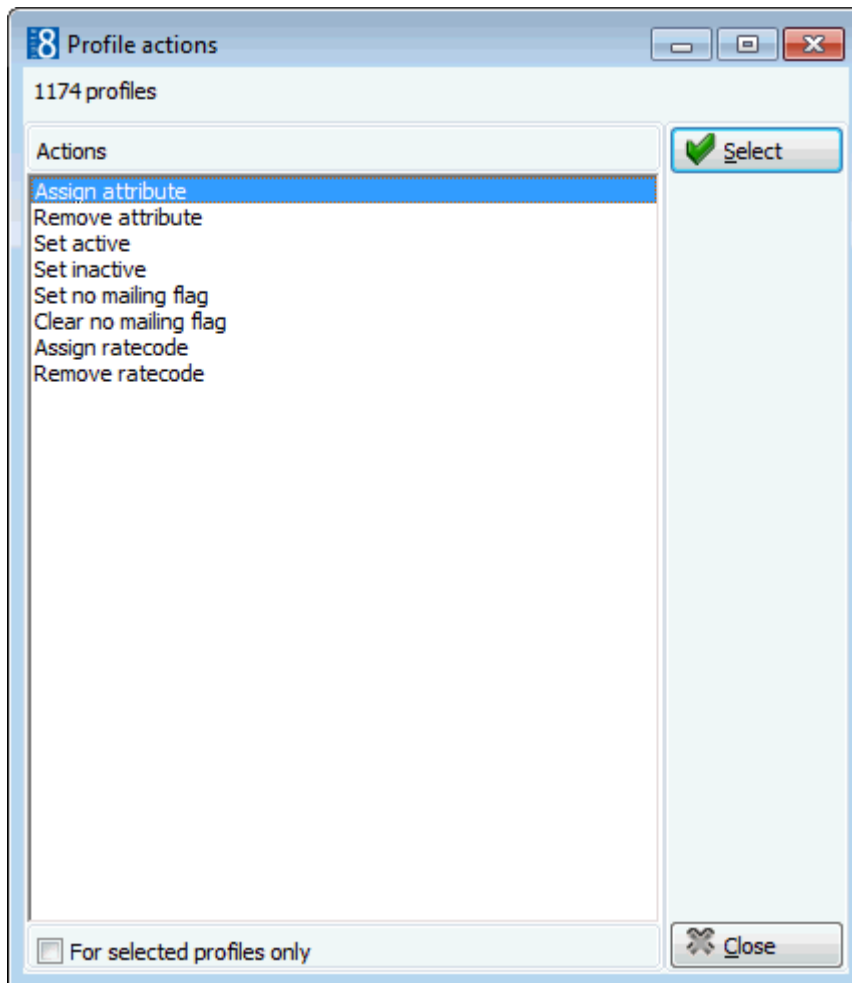 8 Profile actions
1174 profiles
Actions
Select
Assign attribute
Remove attribute
Set active
Set inactive
Set no mailing flag
Clear no mailing flag
Assign ratecode
Remove ratecode
For selected profiles only
Close